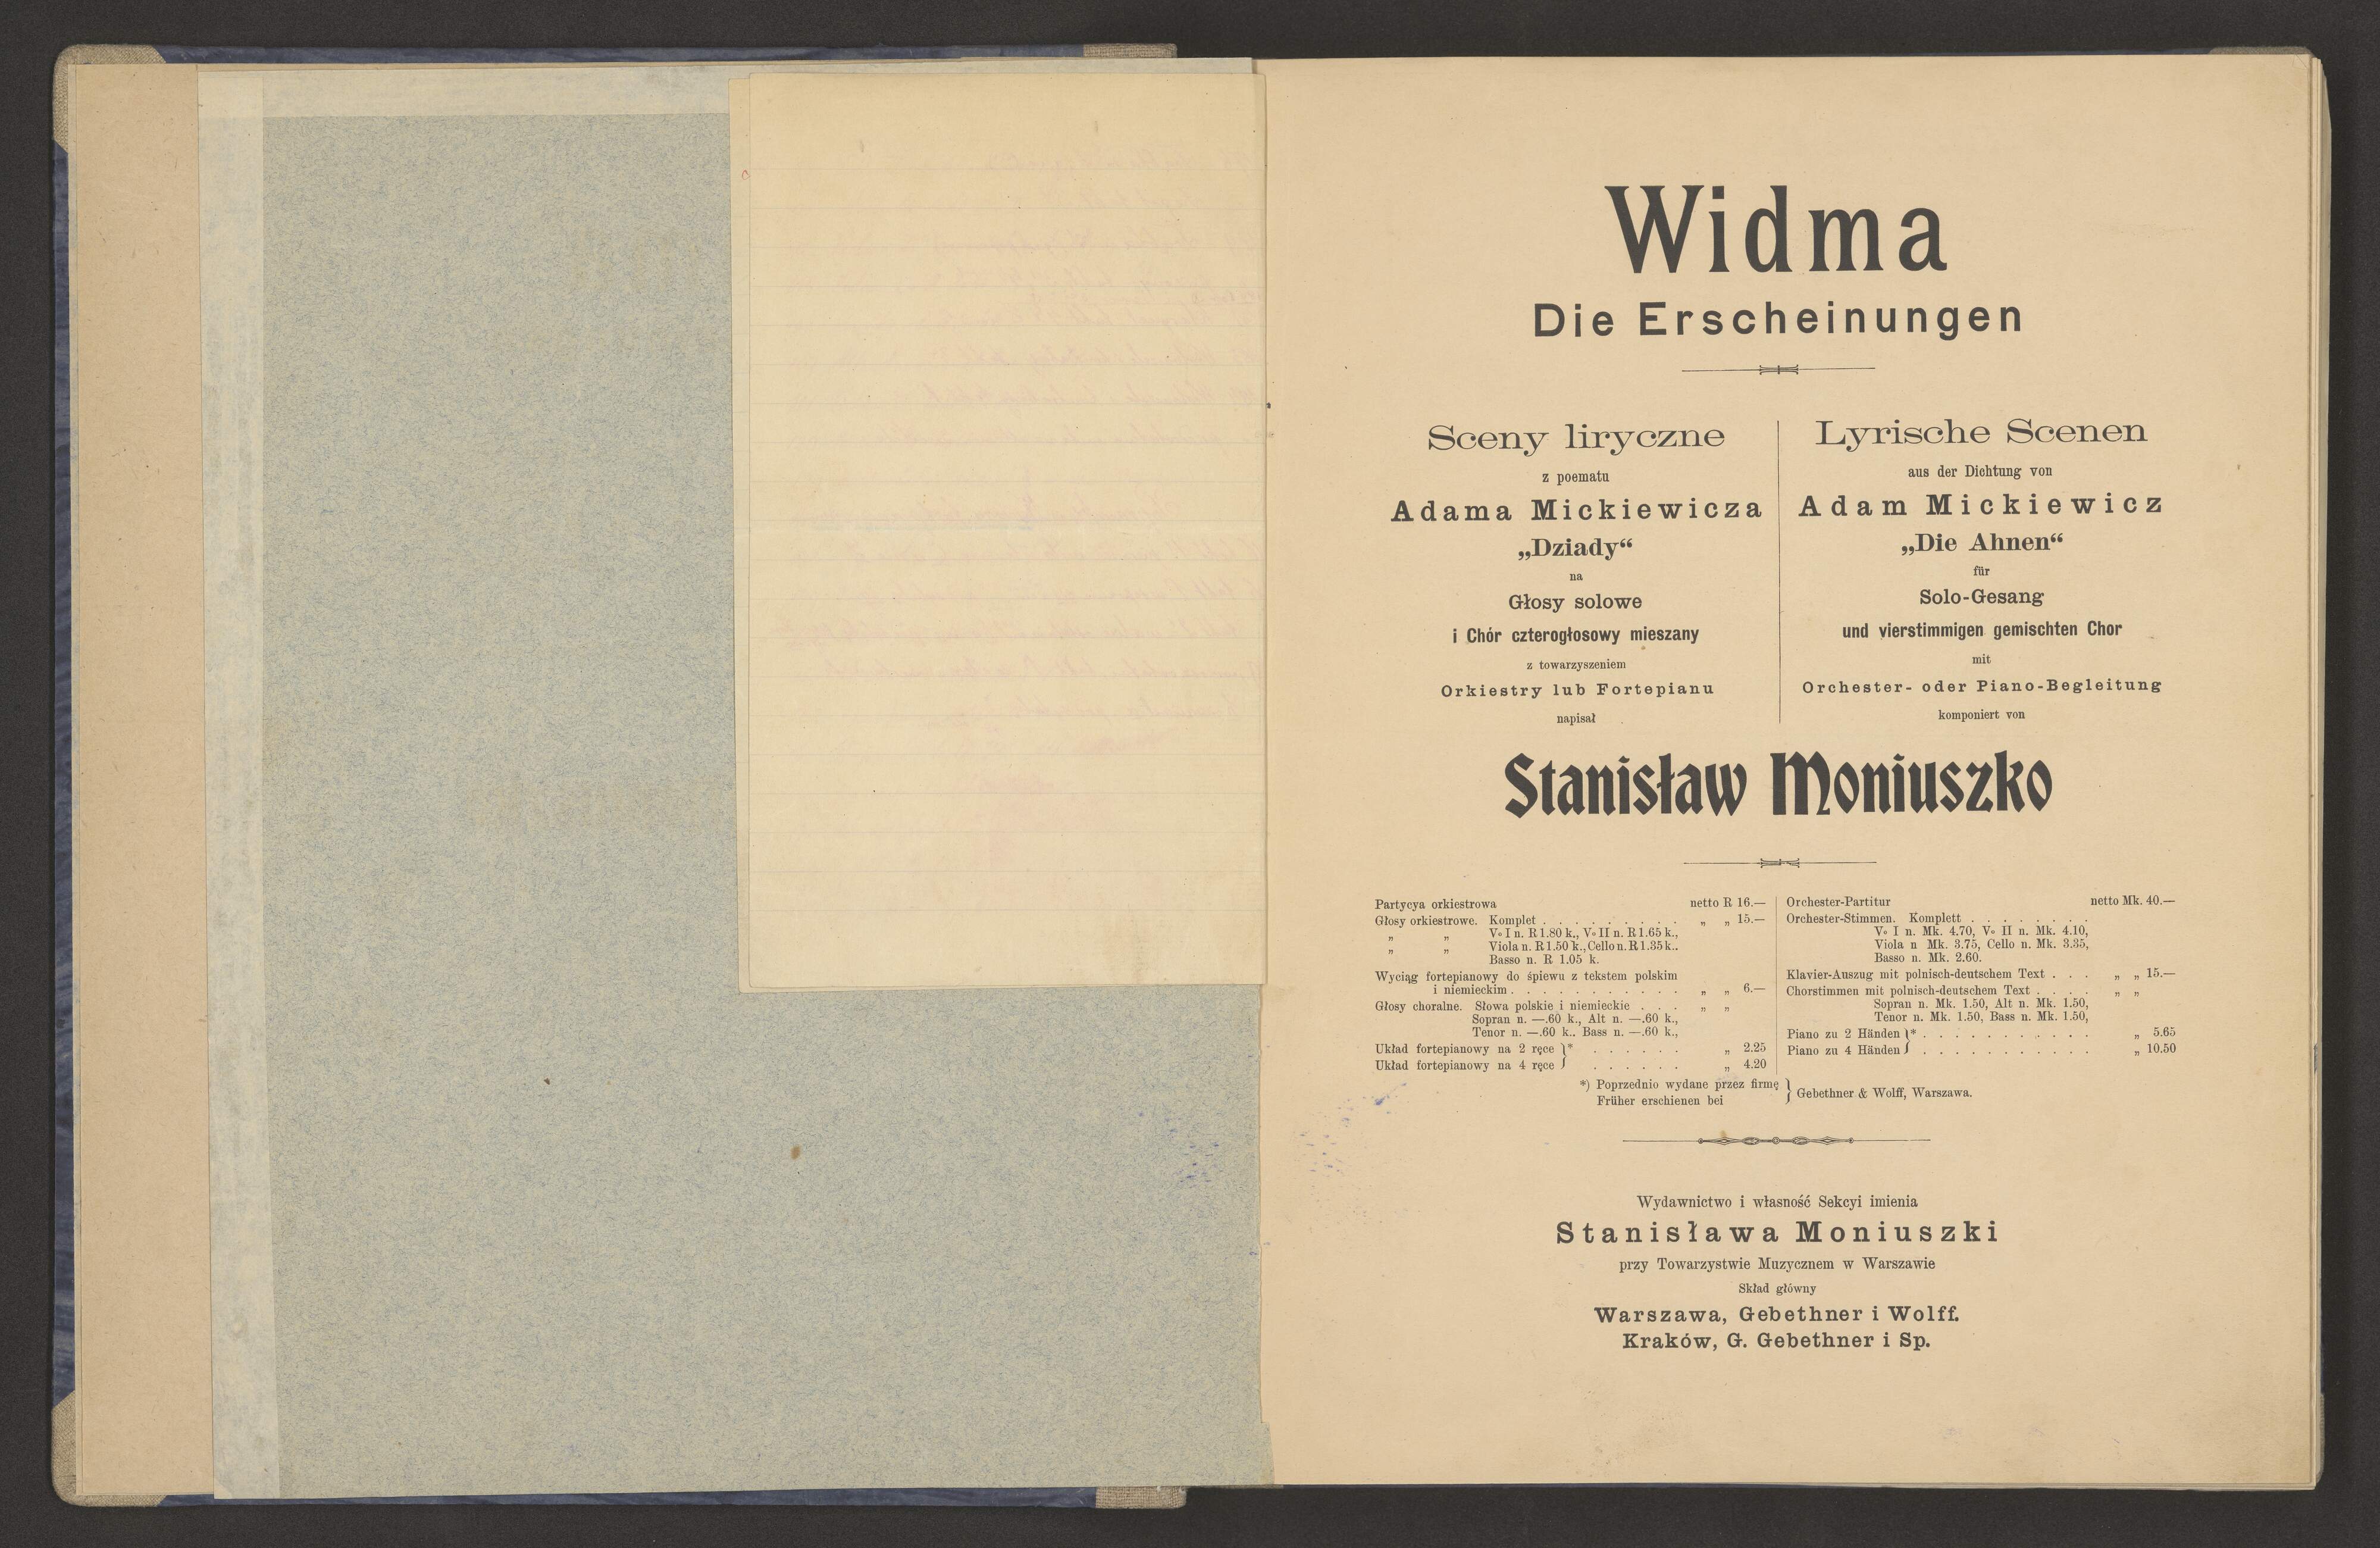 Widma
Die Erscheinungen
Sceny liryczne
z poematu
Adama Mickiewicza
„Dziady“
na
Głosy solowe
i Chór czterogłosowy mieszany
z towarzyszeniem
Orkiestry lub Fortepianu
napisał
Lyrische Scenen
aus der Dichtung von
Adam Mickiewicz
„Die Ahnen“
für
Solo-Gesang
und vierstimmigen gemischten Chor
mit
Orchester- oder Piano-Begleitung
komponiert von
Stanisław Moniuszko
Partycya orkiestrowa netto R 16.—
Głosy orkiestrowe. Komplet . . . . . . . . . „ „ 15.—
„ „ Vo I n. R 1.80 k., Vo II n. R 1.65 k.,
„ „ Viola n. R 1.50 k., Cello n. R 1.35 k..
Basso n. R 1.05 k.
Wyciąg fortepianowy do śpiewu z tekstem polskim
i niemieckim . . . . . . . . . . . „ „ 6.—
Głosy choralne. Słowa polskie i niemieckie . . . „ „
Sopran n. —.60 k., Alt n. —.60 k.,
Tenor n. —.60 k.. Bass n. —.60 k.,
Układ fortepianowy na 2 ręce }* . . . . . . „ 2.25
Układ fortepianowy na 4 ręce } . . . . . . „ 4.20
Orchester-Partitur netto Mk. 40.—
Orchester-Stimmen. Komplett . . . . . . . .
Vo I n. Mk. 4.70, Vo II n. Mk. 4.10,
Viola n Mk. 3.75, Cello n. Mk. 3.35,
Basso n. Mk. 2.60.
Klavier-Auszug mit polnisch-deutschem Text . . . „ „ 15.—
Chorstimmen mit polnisch-deutschem Text . . . . „ „
Sopran n. Mk. 1.50, Alt n. Mk. 1.50,
Tenor n. Mk. 1.50, Bass n. Mk. 1.50,
Piano zu 2 Händen }* . . . . . . . . . . . „ 5.65
Piano zu 4 Händen } . . . . . . . . . . . „ 10.50
*) Poprzednio wydane przez firmę
Früher erschienen bei } Gebethner & Wolff, Warszawa.
Wydawnictwo i własność Sekcyi imienia
Stanisława Moniuszki
przy Towarzystwie Muzycznem w Warszawie
Skład główny
Warszawa, Gebethner i Wolff.
Kraków, G. Gebethner i Sp.